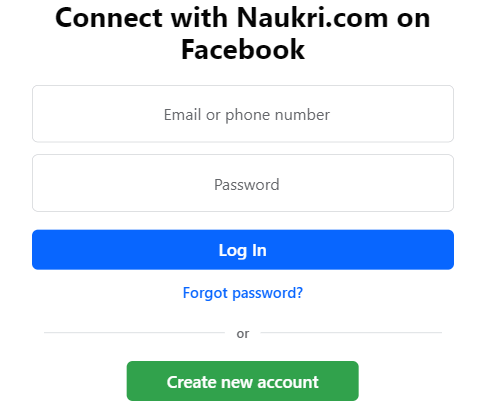 Connect with Naukri.com on
Facebook
Email or phone number
Password
Log In
Forgot password?
or
Create new account